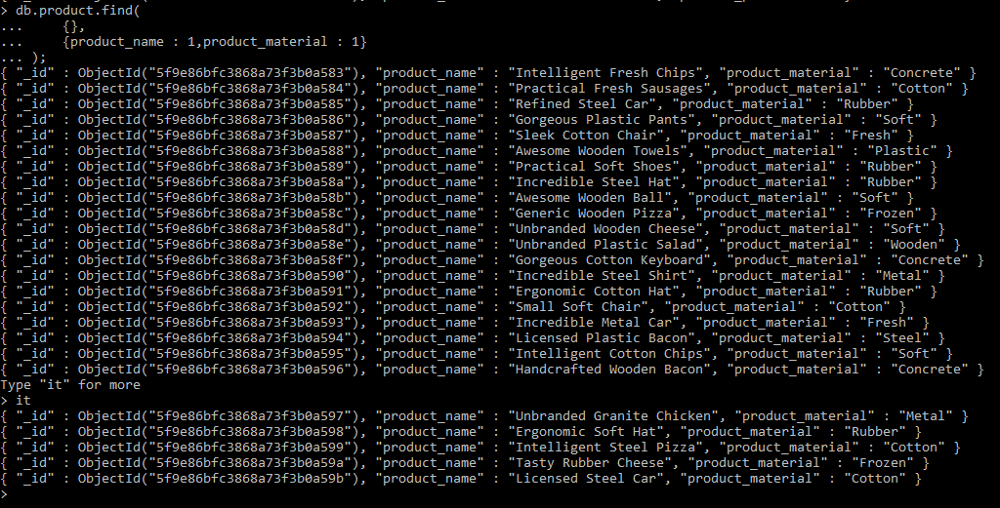 > db.product.find(
...     {},
...     {product_name : 1,product_material : 1}
... );
{ "_id" : ObjectId("5f9e86bfc3868a73f3b0a583"), "product_name" : "Intelligent Fresh Chips", "product_material" : "Concrete" }
{ "_id" : ObjectId("5f9e86bfc3868a73f3b0a584"), "product_name" : "Practical Fresh Sausages", "product_material" : "Cotton" }
{ "_id" : ObjectId("5f9e86bfc3868a73f3b0a585"), "product_name" : "Refined Steel Car", "product_material" : "Rubber" }
{ "_id" : ObjectId("5f9e86bfc3868a73f3b0a586"), "product_name" : "Gorgeous Plastic Pants", "product_material" : "Soft" }
{ "_id" : ObjectId("5f9e86bfc3868a73f3b0a587"), "product_name" : "Sleek Cotton Chair", "product_material" : "Fresh" }
{ "_id" : ObjectId("5f9e86bfc3868a73f3b0a588"), "product_name" : "Awesome Wooden Towels", "product_material" : "Plastic" }
{ "_id" : ObjectId("5f9e86bfc3868a73f3b0a589"), "product_name" : "Practical Soft Shoes", "product_material" : "Rubber" }
{ "_id" : ObjectId("5f9e86bfc3868a73f3b0a58a"), "product_name" : "Incredible Steel Hat", "product_material" : "Rubber" }
{ "_id" : ObjectId("5f9e86bfc3868a73f3b0a58b"), "product_name" : "Awesome Wooden Ball", "product_material" : "Soft" }
{ "_id" : ObjectId("5f9e86bfc3868a73f3b0a58c"), "product_name" : "Generic Wooden Pizza", "product_material" : "Frozen" }
{ "_id" : ObjectId("5f9e86bfc3868a73f3b0a58d"), "product_name" : "Unbranded Wooden Cheese", "product_material" : "Soft" }
{ "_id" : ObjectId("5f9e86bfc3868a73f3b0a58e"), "product_name" : "Unbranded Plastic Salad", "product_material" : "Wooden" }
{ "_id" : ObjectId("5f9e86bfc3868a73f3b0a58f"), "product_name" : "Gorgeous Cotton Keyboard", "product_material" : "Concrete" }
{ "_id" : ObjectId("5f9e86bfc3868a73f3b0a590"), "product_name" : "Incredible Steel Shirt", "product_material" : "Metal" }
{ "_id" : ObjectId("5f9e86bfc3868a73f3b0a591"), "product_name" : "Ergonomic Cotton Hat", "product_material" : "Rubber" }
{ "_id" : ObjectId("5f9e86bfc3868a73f3b0a592"), "product_name" : "Small Soft Chair", "product_material" : "Cotton" }
{ "_id" : ObjectId("5f9e86bfc3868a73f3b0a593"), "product_name" : "Incredible Metal Car", "product_material" : "Fresh" }
{ "_id" : ObjectId("5f9e86bfc3868a73f3b0a594"), "product_name" : "Licensed Plastic Bacon", "product_material" : "Steel" }
{ "_id" : ObjectId("5f9e86bfc3868a73f3b0a595"), "product_name" : "Intelligent Cotton Chips", "product_material" : "Soft" }
{ "_id" : ObjectId("5f9e86bfc3868a73f3b0a596"), "product_name" : "Handcrafted Wooden Bacon", "product_material" : "Concrete" }
Type "it" for more
> it
{ "_id" : ObjectId("5f9e86bfc3868a73f3b0a597"), "product_name" : "Unbranded Granite Chicken", "product_material" : "Metal" }
{ "_id" : ObjectId("5f9e86bfc3868a73f3b0a598"), "product_name" : "Ergonomic Soft Hat", "product_material" : "Rubber" }
{ "_id" : ObjectId("5f9e86bfc3868a73f3b0a599"), "product_name" : "Intelligent Steel Pizza", "product_material" : "Cotton" }
{ "_id" : ObjectId("5f9e86bfc3868a73f3b0a59a"), "product_name" : "Tasty Rubber Cheese", "product_material" : "Frozen" }
{ "_id" : ObjectId("5f9e86bfc3868a73f3b0a59b"), "product_name" : "Licensed Steel Car", "product_material" : "Cotton" }
>